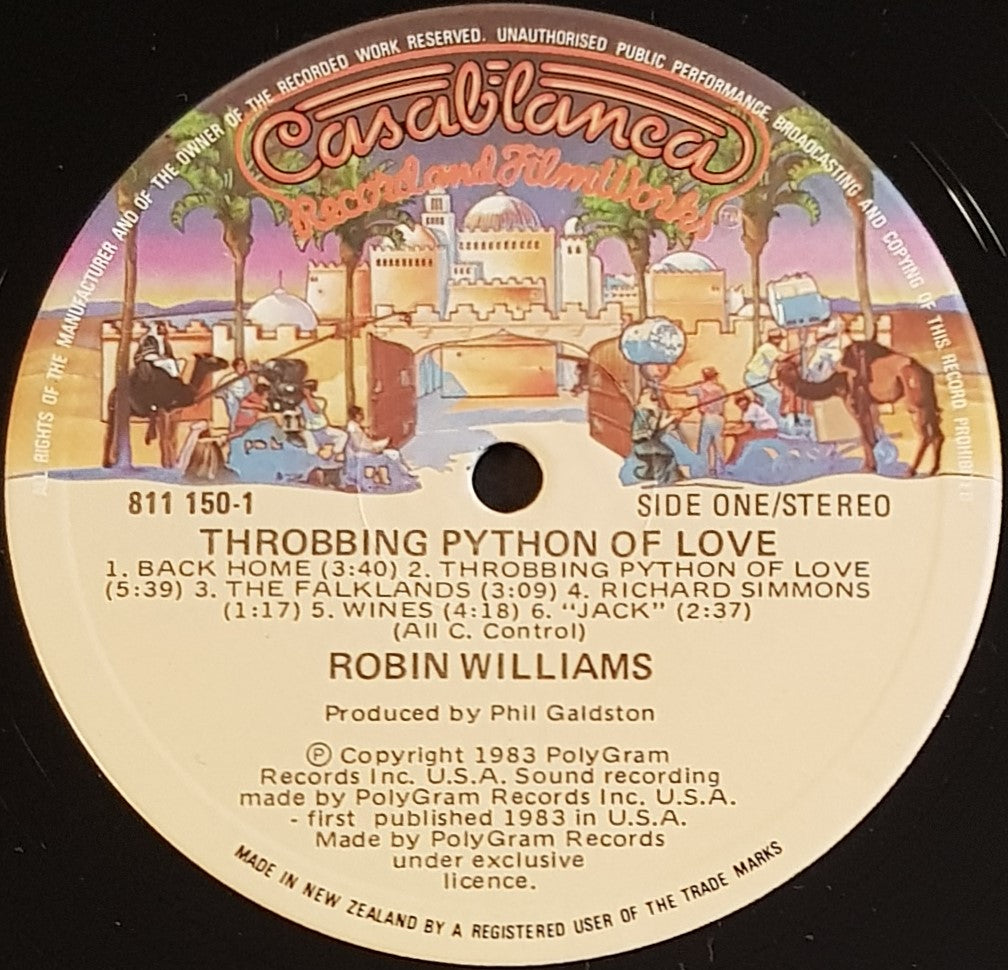 ALL RIGHTS OF THE MANUFACTURER AND OF THE OWNER OF THE RECORDED WORK RESERVED. UNAUTHORISED PUBLIC PERFORMANCE, BROADCASTING AND COPYING OF THIS RECORD PROHIBITED
Casablanca
Record and FilmWorks
811 150-1
SIDE ONE/STEREO
THROBBING PYTHON OF LOVE
1. BACK HOME (3:40) 2. THROBBING PYTHON OF LOVE
(5:39) 3. THE FALKLANDS (3:09) 4. RICHARD SIMMONS
(1:17) 5. WINES (4:18) 6. “JACK” (2:37)
(All C. Control)
ROBIN WILLIAMS
Produced by Phil Galdston
Ⓟ Copyright 1983 PolyGram
Records Inc. U.S.A. Sound recording
made by PolyGram Records Inc. U.S.A.
- first published 1983 in U.S.A.
Made by PolyGram Records
under exclusive
licence.
MADE IN NEW ZEALAND BY A REGISTERED USER OF THE TRADE MARKS